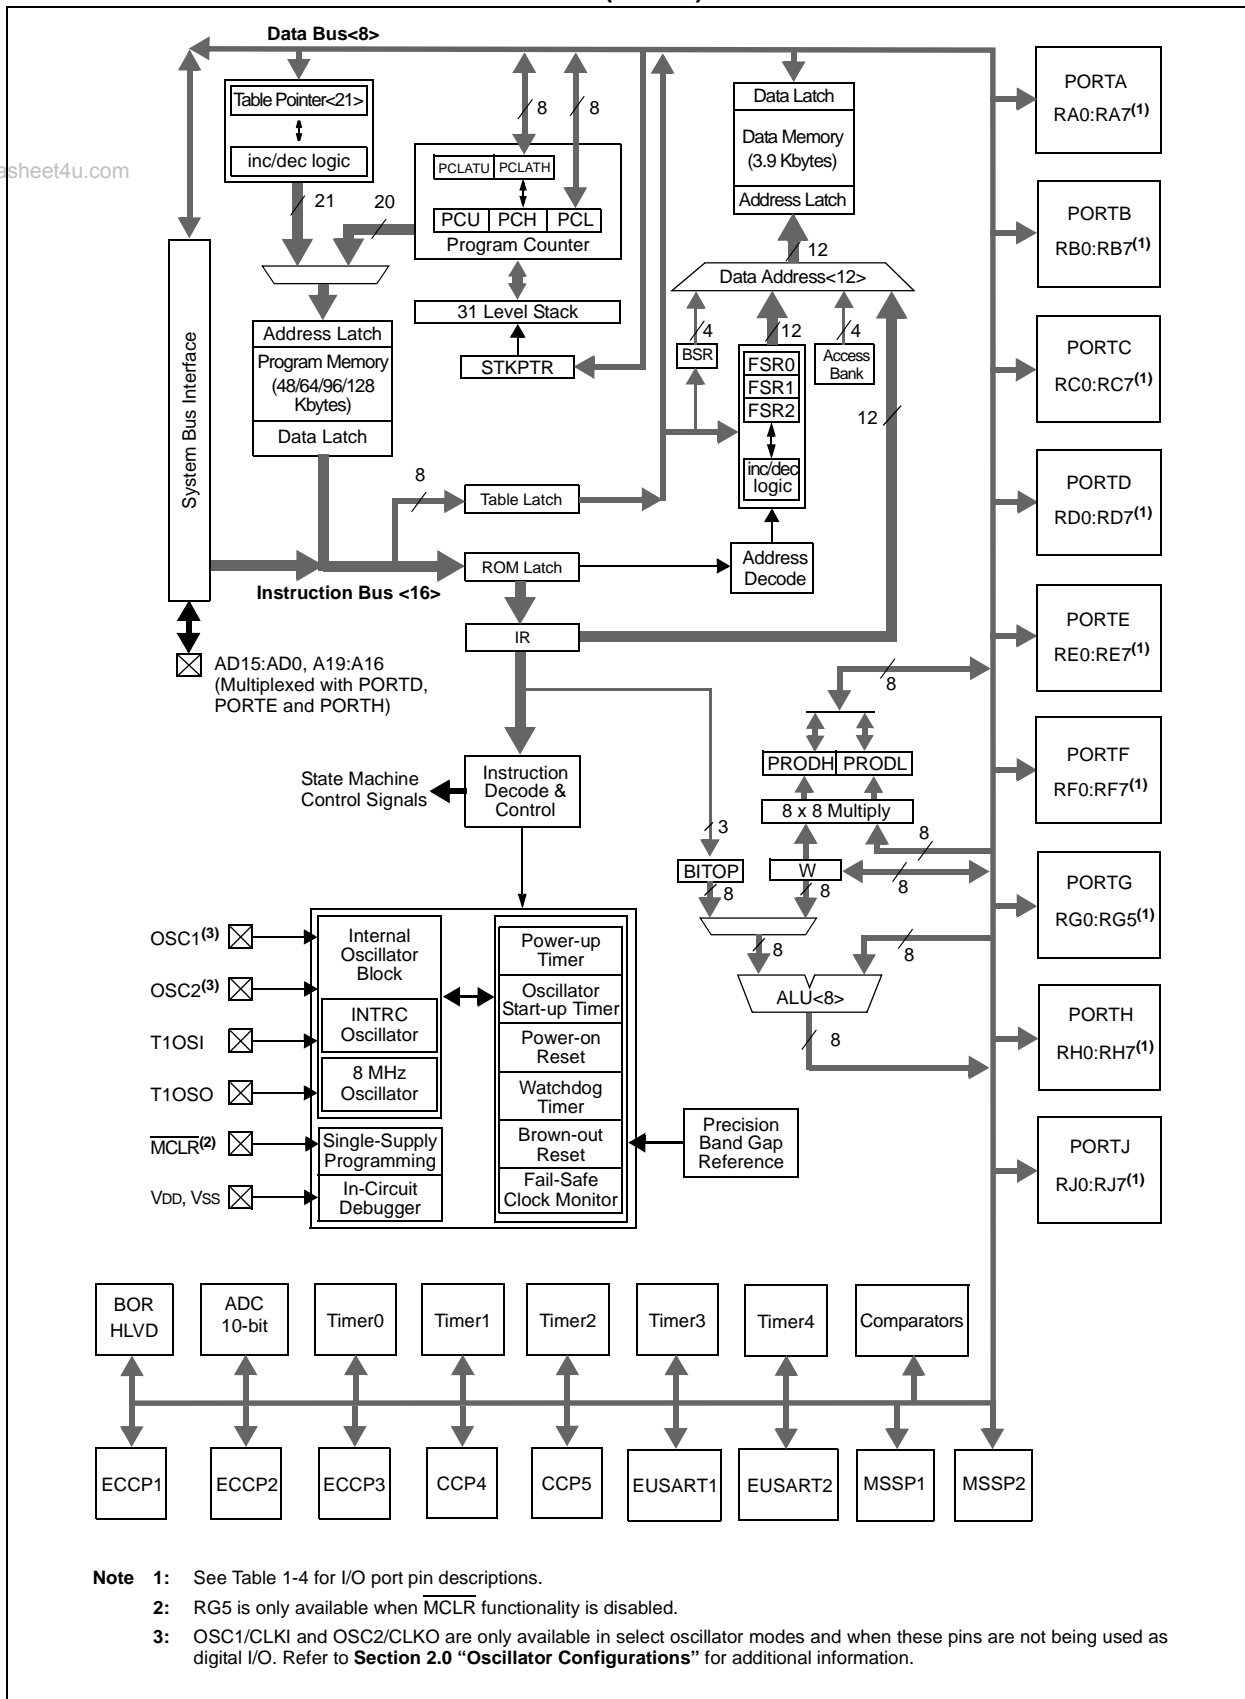 Data Bus<8>
Table Pointer<21>
inc/dec logic
21
20
8
8
PCLATU PCLATH
PCU PCH PCL
Program Counter
31 Level Stack
STKPTR
Data Latch
Data Memory
(3.9 Kbytes)
Address Latch
12
Data Address<12>
4
12
4
BSR
FSR0
FSR1
FSR2
inc/dec
logic
Access
Bank
12
asheet4u.com
System Bus Interface
Address Latch
Program Memory
(48/64/96/128
Kbytes)
Data Latch
8
Table Latch
ROM Latch
Address
Decode
Instruction Bus <16>
IR
AD15:AD0, A19:A16
(Multiplexed with PORTD,
PORTE and PORTH)
State Machine
Control Signals
Instruction
Decode &
Control
8
PRODH PRODL
8 x 8 Multiply
3
8
BITOP
W
8
8
8
8
8
ALU<8>
8
OSC1(3)
OSC2(3)
T1OSI
T1OSO
MCLR(2)
VDD, VSS
Internal
Oscillator
Block
INTRC
Oscillator
8 MHz
Oscillator
Single-Supply
Programming
In-Circuit
Debugger
Power-up
Timer
Oscillator
Start-up Timer
Power-on
Reset
Watchdog
Timer
Brown-out
Reset
Fail-Safe
Clock Monitor
Precision
Band Gap
Reference
PORTA
RA0:RA7(1)
PORTB
RB0:RB7(1)
PORTC
RC0:RC7(1)
PORTD
RD0:RD7(1)
PORTE
RE0:RE7(1)
PORTF
RF0:RF7(1)
PORTG
RG0:RG5(1)
PORTH
RH0:RH7(1)
PORTJ
RJ0:RJ7(1)
BOR
HLVD
ADC
10-bit
Timer0
Timer1
Timer2
Timer3
Timer4
Comparators
ECCP1
ECCP2
ECCP3
CCP4
CCP5
EUSART1
EUSART2
MSSP1
MSSP2
Note 1: See Table 1-4 for I/O port pin descriptions.
2: RG5 is only available when MCLR functionality is disabled.
3: OSC1/CLKI and OSC2/CLKO are only available in select oscillator modes and when these pins are not being used as
digital I/O. Refer to Section 2.0 “Oscillator Configurations” for additional information.